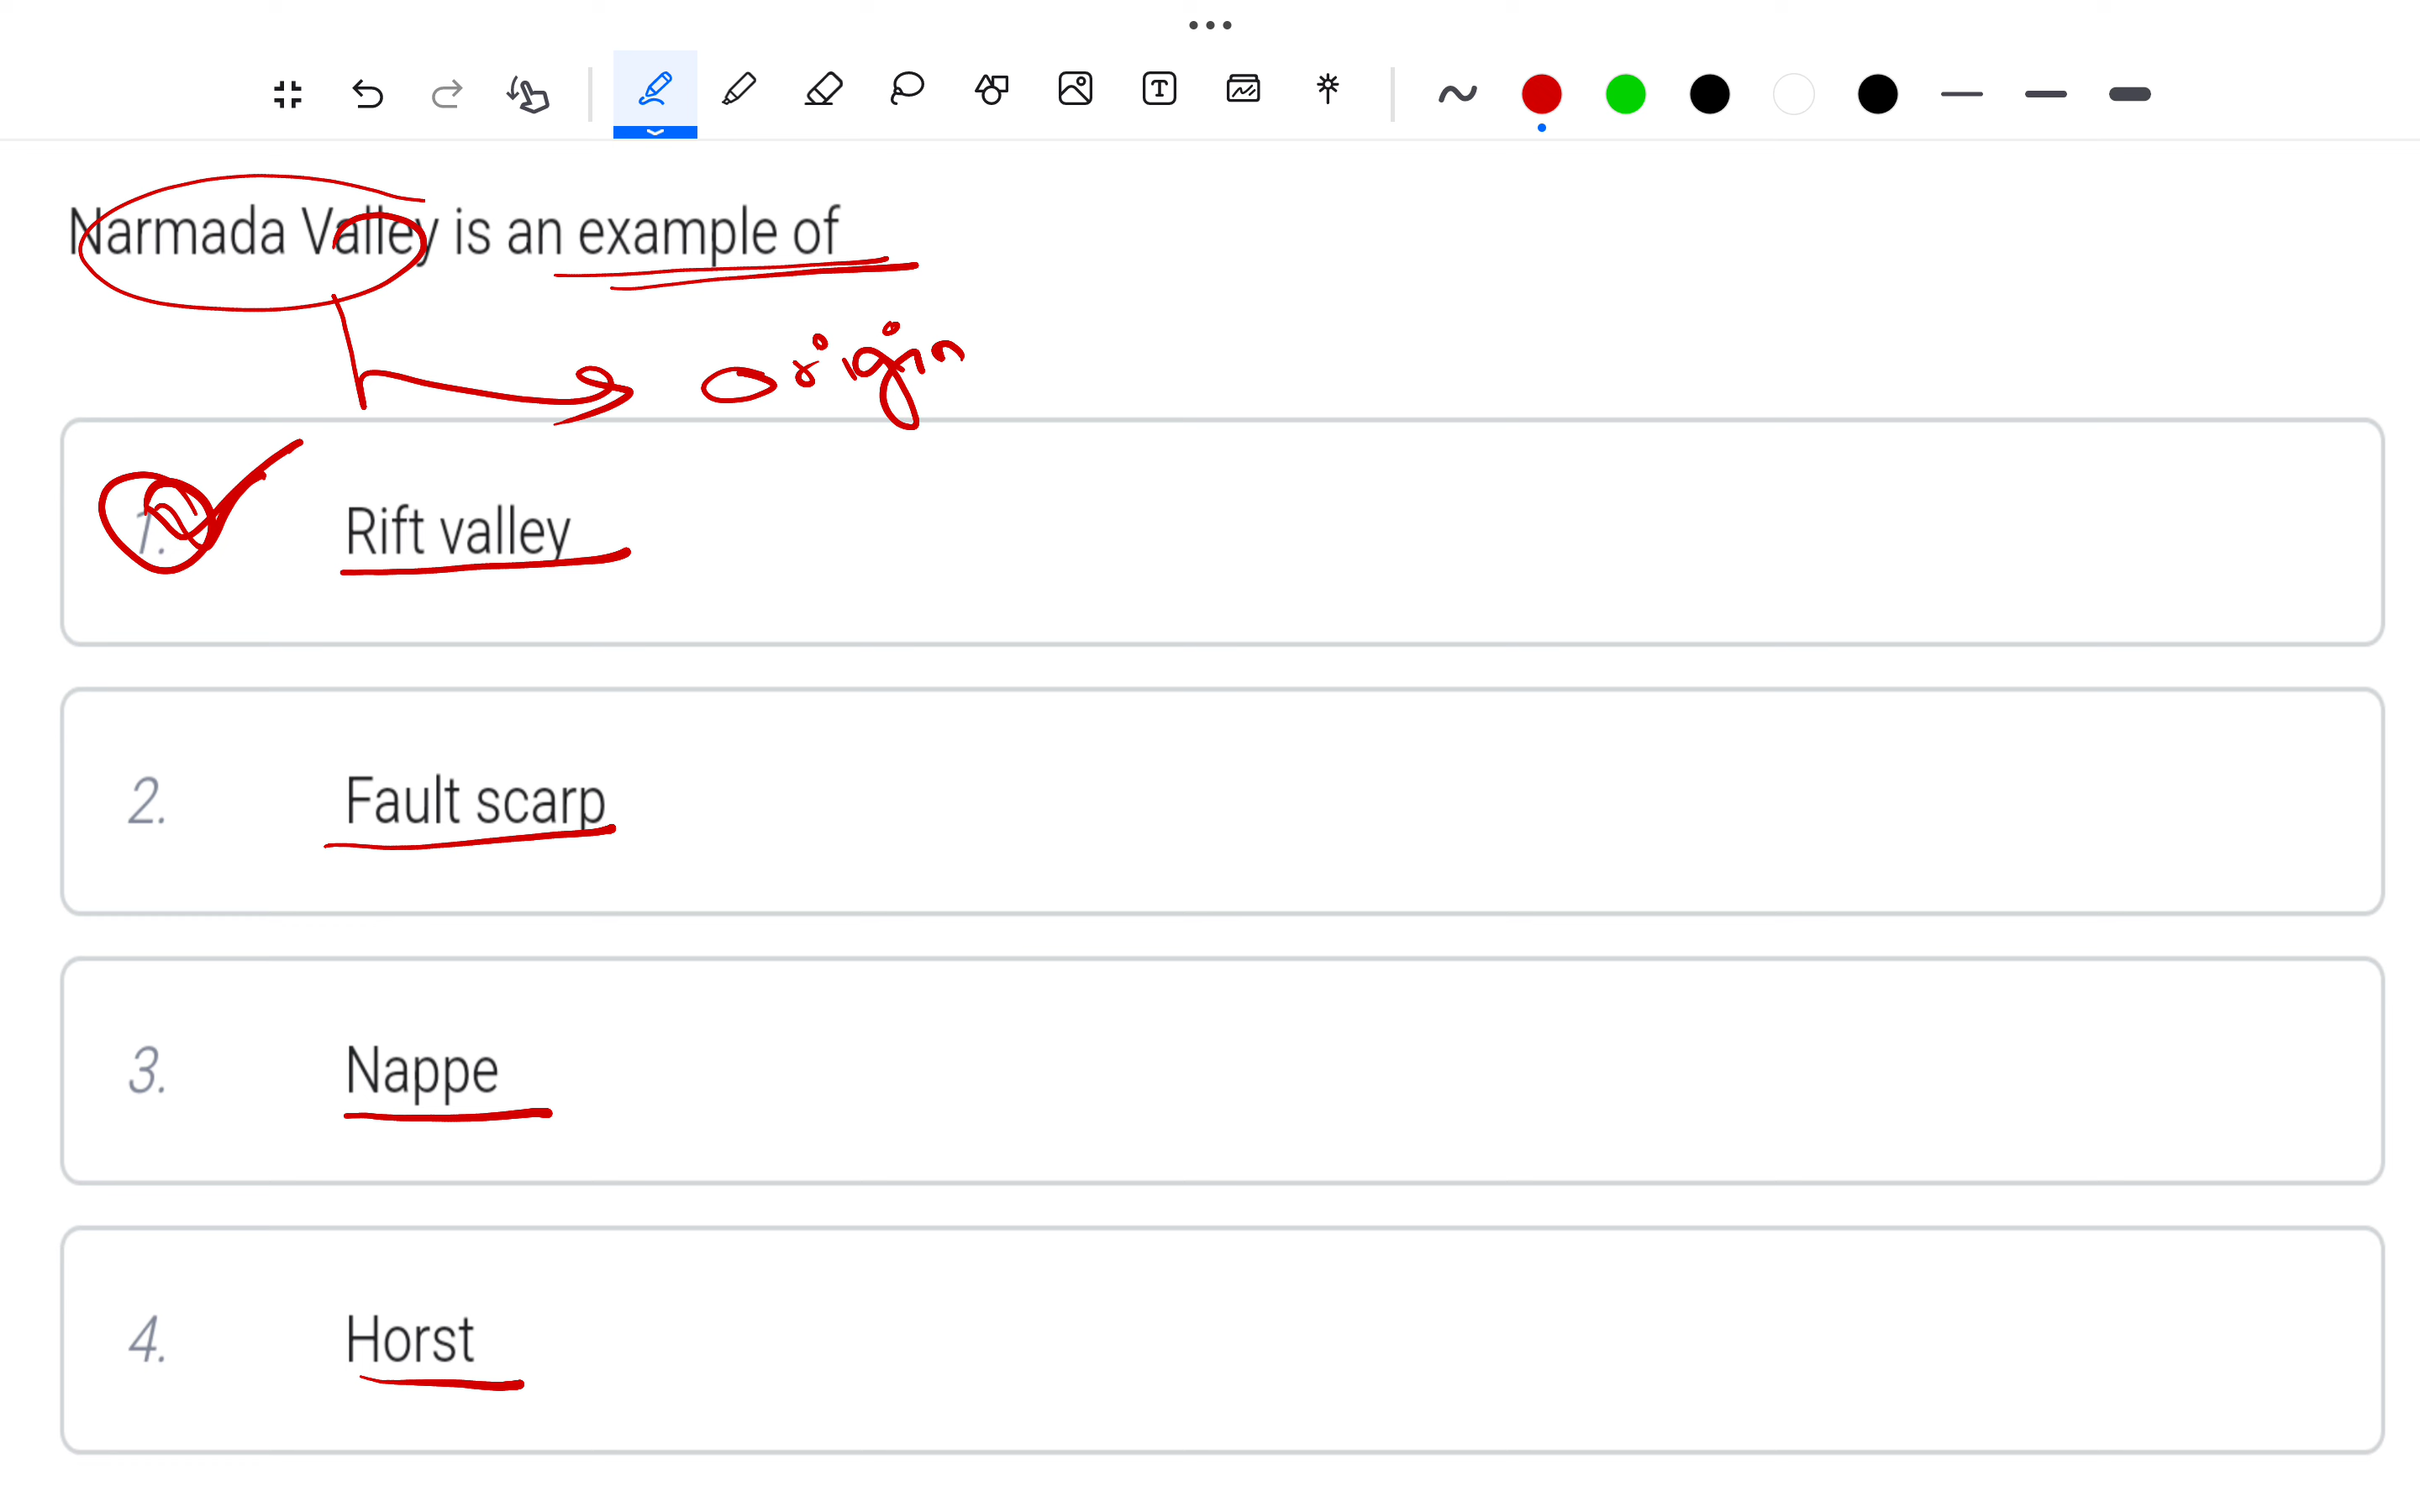 Narmada Valley is an example of
origin
1. Rift valley
2. Fault scarp
3. Nappe
4. Horst